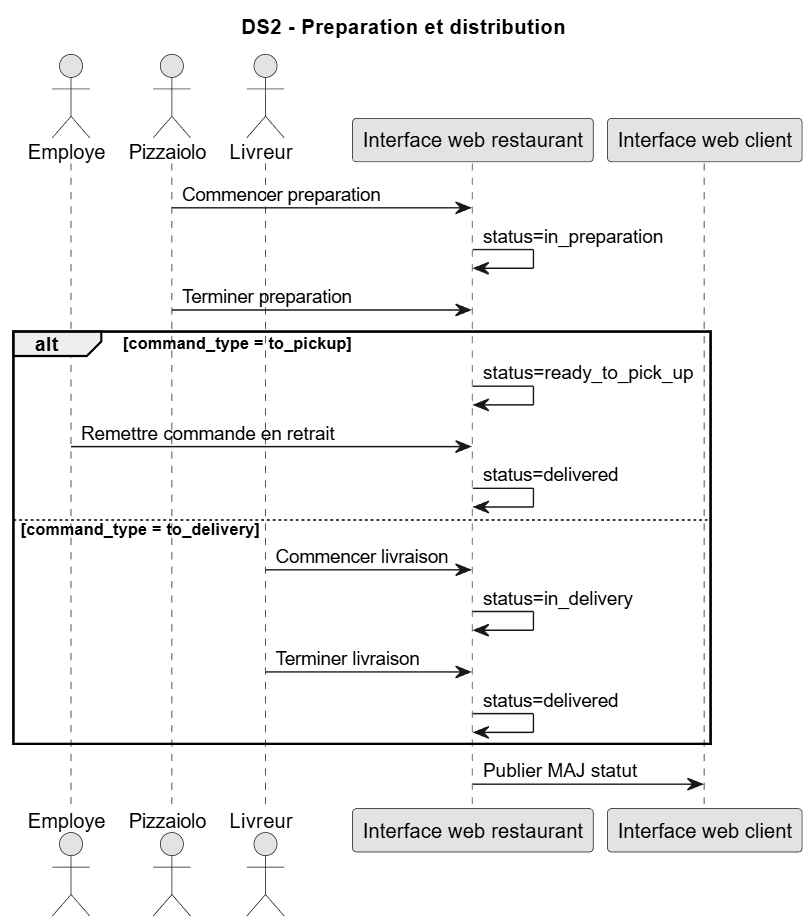 DS2 - Preparation et distribution
Employe
Pizzaiolo
Livreur
Interface web restaurant
Interface web client
Commencer preparation
status=in_preparation
Terminer preparation
alt
[command_type = to_pickup]
status=ready_to_pick_up
Remettre commande en retrait
status=delivered
[command_type = to_delivery]
Commencer livraison
status=in_delivery
Terminer livraison
status=delivered
Publier MAJ statut
Employe
Pizzaiolo
Livreur
Interface web restaurant
Interface web client